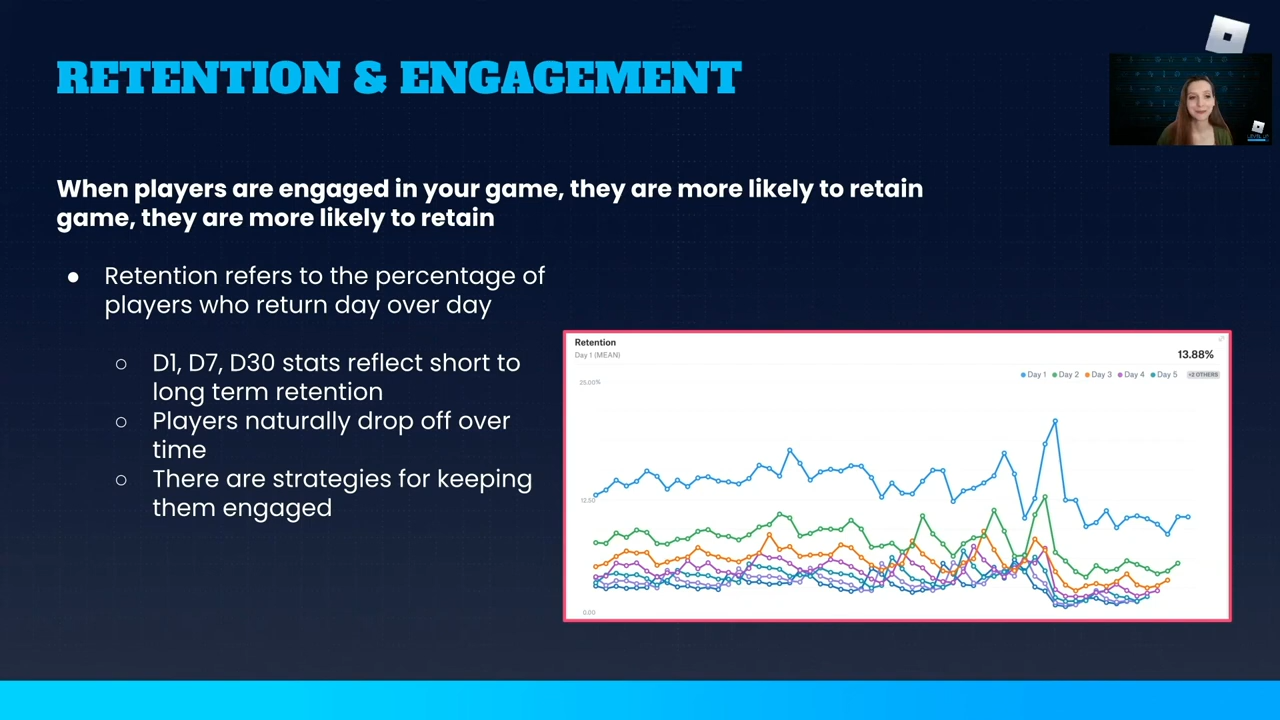 RETENTION & ENGAGEMENT
When players are engaged in your game, they are more likely to retain
game, they are more likely to retain
● Retention refers to the percentage of
players who return day over day
○ D1, D7, D30 stats reflect short to
long term retention
○ Players naturally drop off over
time
○ There are strategies for keeping
them engaged
Retention
Day 1 (MEAN)
13.88%
Day 1 Day 2 Day 3 Day 4 Day 5 +2 OTHERS
25.00%
12.50
0.00